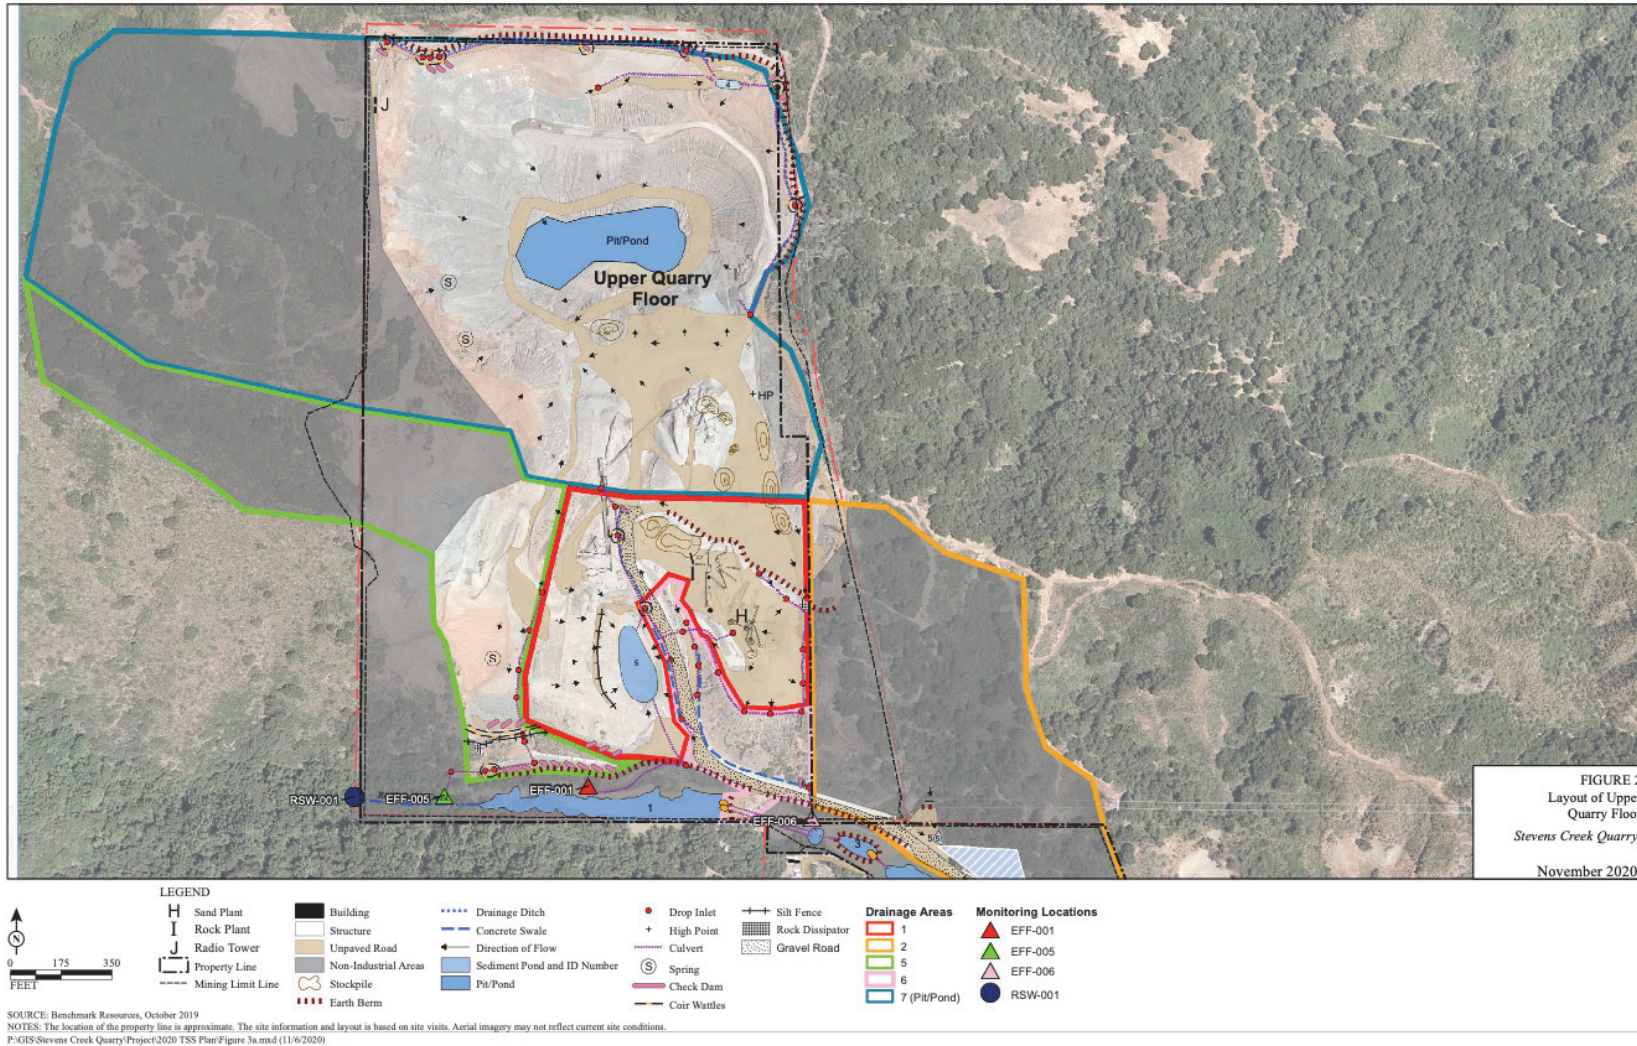 J
4
Pit/Pond
Upper Quarry
Floor
S
S
HP
I
H
S
5
RSW-001
EFF-005
EFF-001
1
EFF-006
3
FIGURE 2
Layout of Uppe
Quarry Floo
Stevens Creek Quarry
November 2020
LEGEND
H Sand Plant
I Rock Plant
J Radio Tower
Property Line
Mining Limit Line
Building
Structure
Unpaved Road
Non-Industrial Areas
Stockpile
Earth Berm
Drainage Ditch
Concrete Swale
Direction of Flow
Sediment Pond and ID Number
Pit/Pond
Drop Inlet
High Point
Culvert
S Spring
Check Dam
Coir Wattles
Silt Fence
Rock Dissipator
Gravel Road
Drainage Areas
1
2
5
6
7 (Pit/Pond)
Monitoring Locations
EFF-001
EFF-005
EFF-006
RSW-001
N
0 175 350
FEET
SOURCE: Benchmark Resources, October 2019
NOTES: The location of the property line is approximate. The site information and layout is based on site visits. Aerial imagery may not reflect current site conditions.
P:\GIS\Stevens Creek Quarry\Project\2020 TSS Plan\Figure 3a.mxd (11/6/2020)